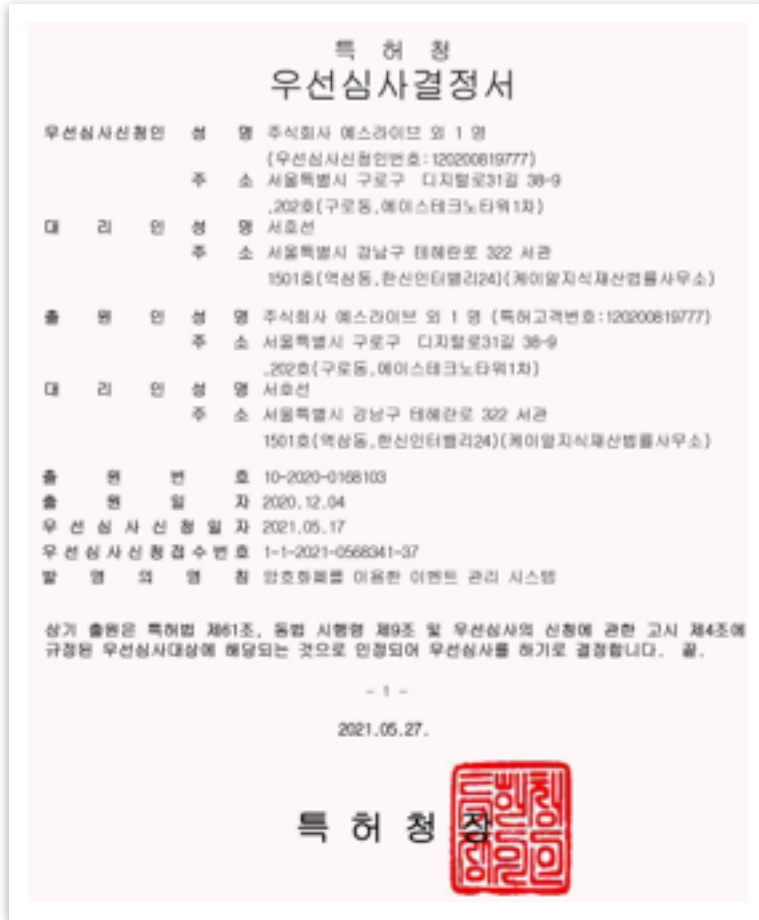 특 허 청
우선심사결정서
우선심사신청인 성 명 주식회사 예스라이브 외 1 명
(우선심사신청인번호:120200819777)
주 소 서울특별시 구로구 디지털로31길 38-9
,202호(구로동,에이스테크노타워1차)
대 리 인 성 명 서호선
주 소 서울특별시 강남구 테헤란로 322 서관
1501호(역삼동,한신인터밸리24)(케이알지식재산법률사무소)
출 원 인 성 명 주식회사 예스라이브 외 1 명 (특허고객번호:120200819777)
주 소 서울특별시 구로구 디지털로31길 38-9
,202호(구로동,에이스테크노타워1차)
대 리 인 성 명 서호선
주 소 서울특별시 강남구 테헤란로 322 서관
1501호(역삼동,한신인터밸리24)(케이알지식재산법률사무소)
출 원 번 호 10-2020-0168103
출 원 일 자 2020.12.04
우 선 심 사 신 청 일 자 2021.05.17
우 선 심 사 신 청 접 수 번 호 1-1-2021-0568341-37
발 명 의 명 칭 암호화폐를 이용한 이벤트 관리 시스템
상기 출원은 특허법 제61조, 동법 시행령 제9조 및 우선심사의 신청에 관한 고시 제4조에
규정된 우선심사대상에 해당되는 것으로 인정되어 우선심사를 하기로 결정합니다. 끝.
- 1 -
2021.05.27.
특 허 청 장